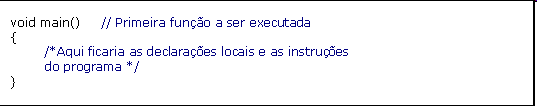 void main()    // Primeira função a ser executada
{
/*Aqui ficaria as declarações locais e as instruções
do programa */
}